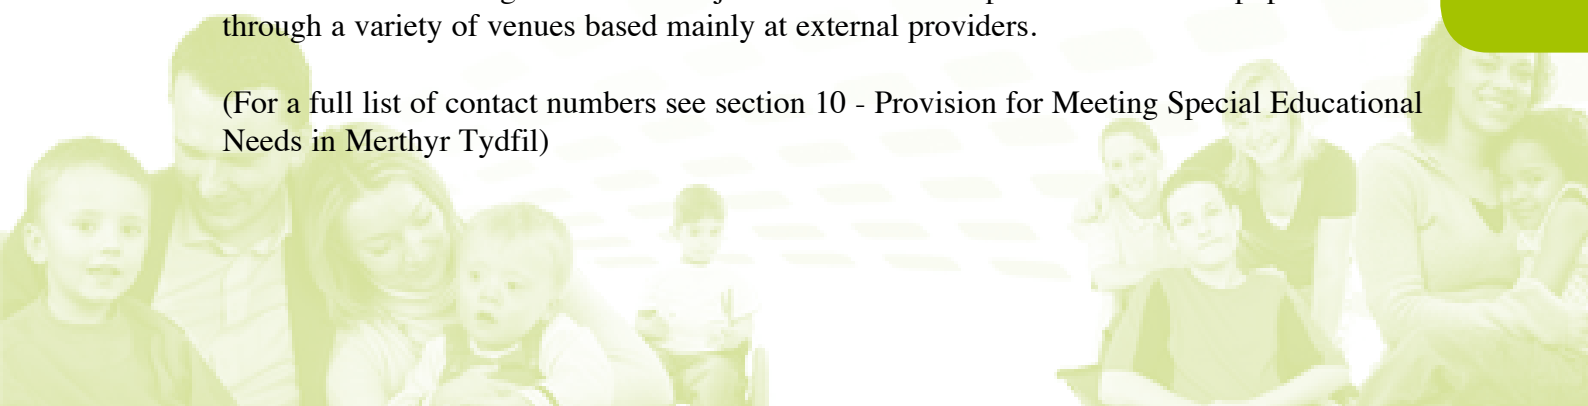 through a variety of venues based mainly at external providers.
(For a full list of contact numbers see section 10 - Provision for Meeting Special Educational
Needs in Merthyr Tydfil)